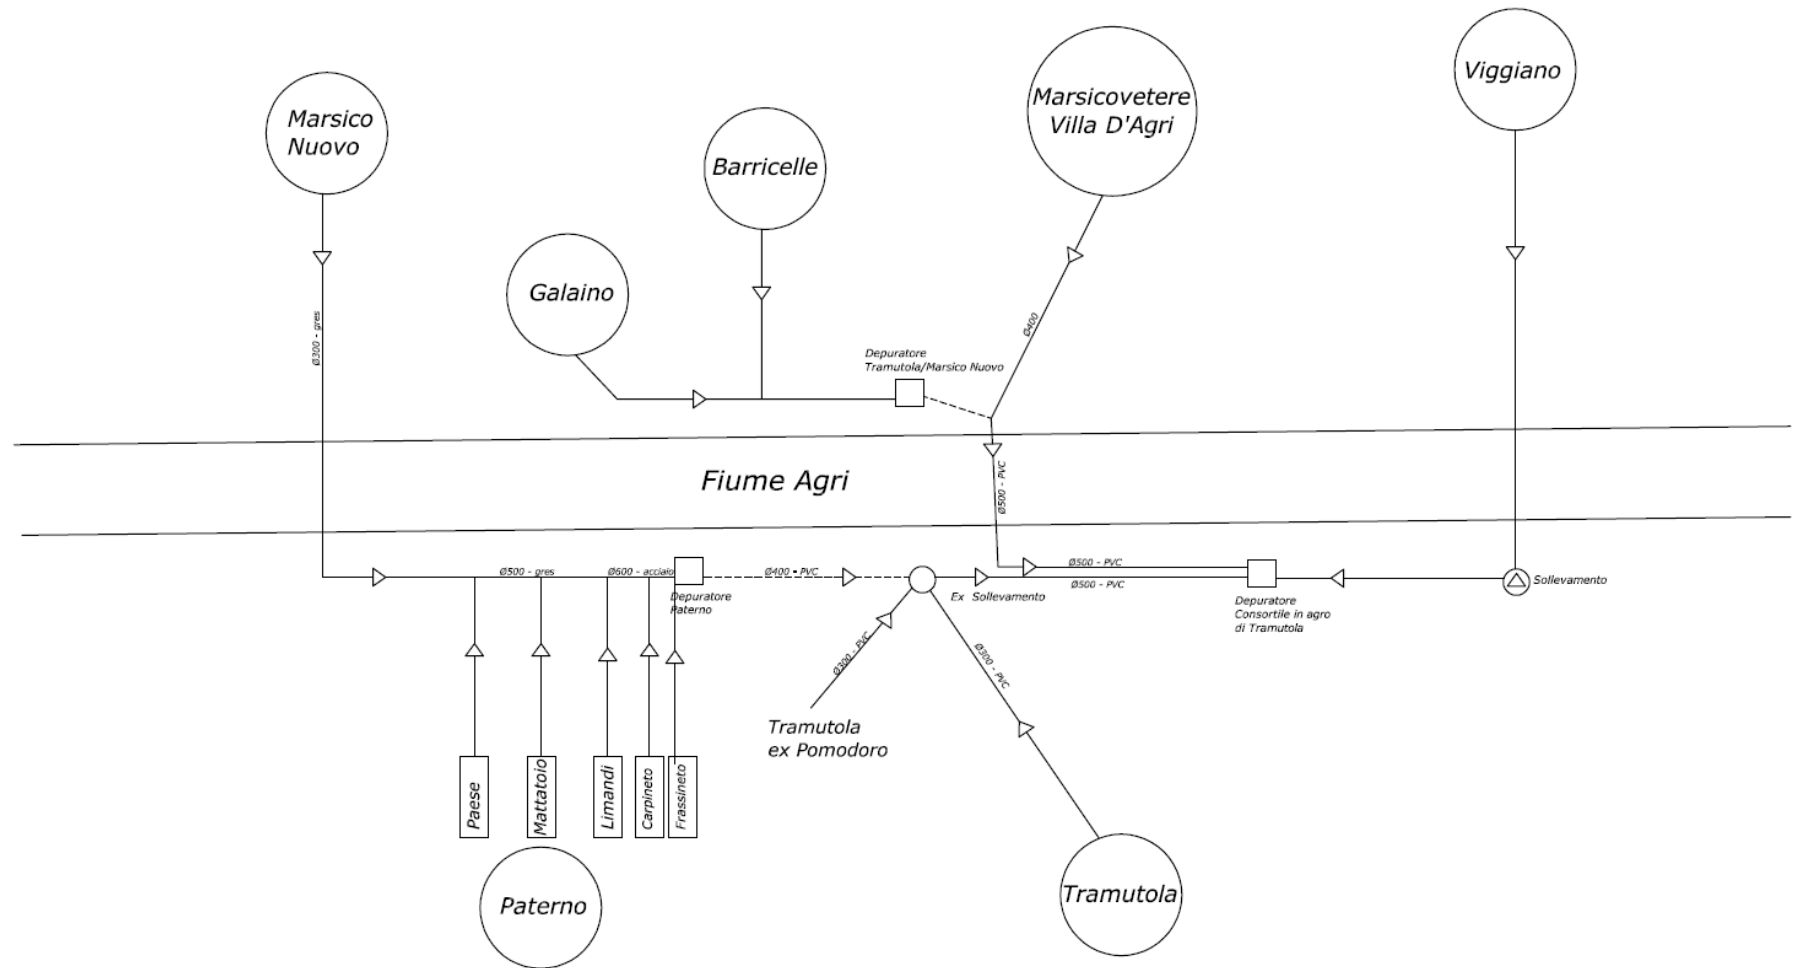 Viggiano
Marsicovetere
Villa D'Agri
Marsico
Nuovo
Barricelle
Galaino
Ø300 - gres
Ø400
Depuratore
Tramutola/Marsico Nuovo
Fiume Agri
Ø500 - PVC
Ø500 - gres
Ø600 - acciaio
Ø400 - PVC
Ø500 - PVC
Ø500 - PVC
Sollevamento
Depuratore
Paterno
Ex Sollevamento
Depuratore
Consortile in agro
di Tramutola
Ø300 - PVC
Ø300 - PVC
Tramutola
ex Pomodoro
Paese
Mattatoio
Limandi
Carpineto
Frassineto
Paterno
Tramutola